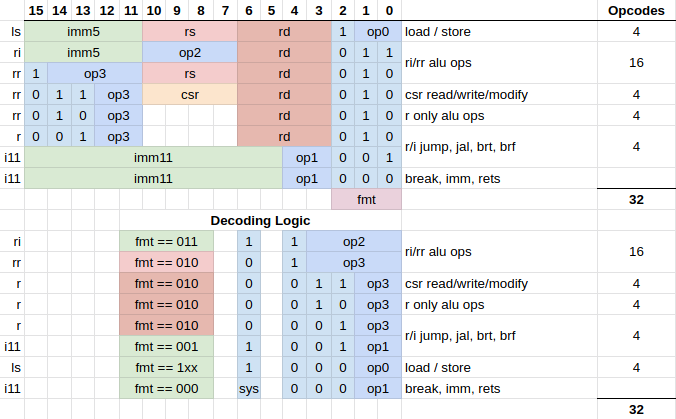 15 14 13 12 11 10 9 8 7 6 5 4 3 2 1 0 Opcodes
ls imm5 rs rd 1 op0 load / store 4
ri imm5 op2 rd 0 1 1 ri/rr alu ops 16
rr 1 op3 rs rd 0 1 0
rr 0 1 1 op3 csr rd 0 1 0 csr read/write/modify 4
rr 0 1 0 op3 rd 0 1 0 r only alu ops 4
r 0 0 1 op3 rd 0 1 0 r/i jump, jal, brt, brf 4
i11 imm11 op1 0 0 1
i11 imm11 op1 0 0 0 break, imm, rets
fmt 32
Decoding Logic
ri fmt == 011 1 1 op2 ri/rr alu ops 16
rr fmt == 010 0 1 op3
r fmt == 010 0 0 1 1 op3 csr read/write/modify 4
r fmt == 010 0 0 1 0 op3 r only alu ops 4
r fmt == 010 0 0 0 1 op3 r/i jump, jal, brt, brf 4
i11 fmt == 001 1 0 0 1 op1
ls fmt == 1xx 1 0 0 0 op0 load / store 4
i11 fmt == 000 sys 0 0 0 op1 break, imm, rets
32